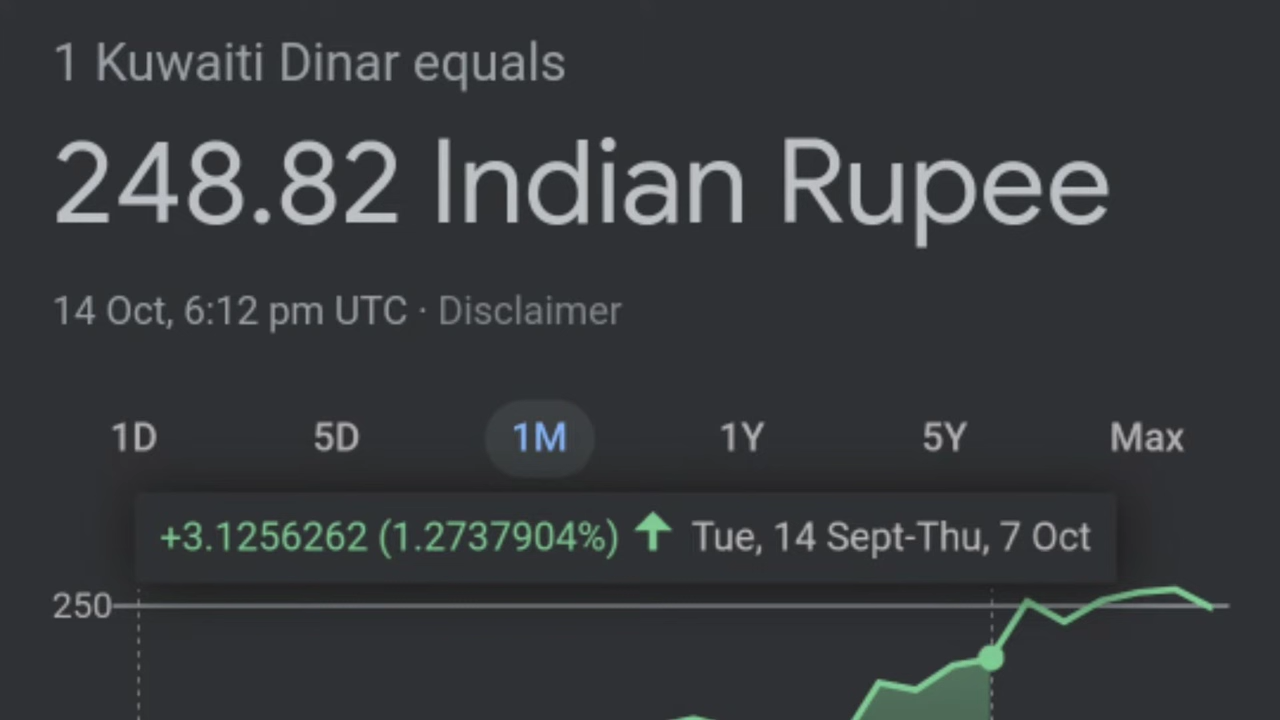 1 Kuwaiti Dinar equals
248.82 Indian Rupee
14 Oct, 6:12 pm UTC · Disclaimer
1D 5D 1M 1Y 5Y Max
+3.1256262 (1.2737904%) ↑ Tue, 14 Sept-Thu, 7 Oct
250